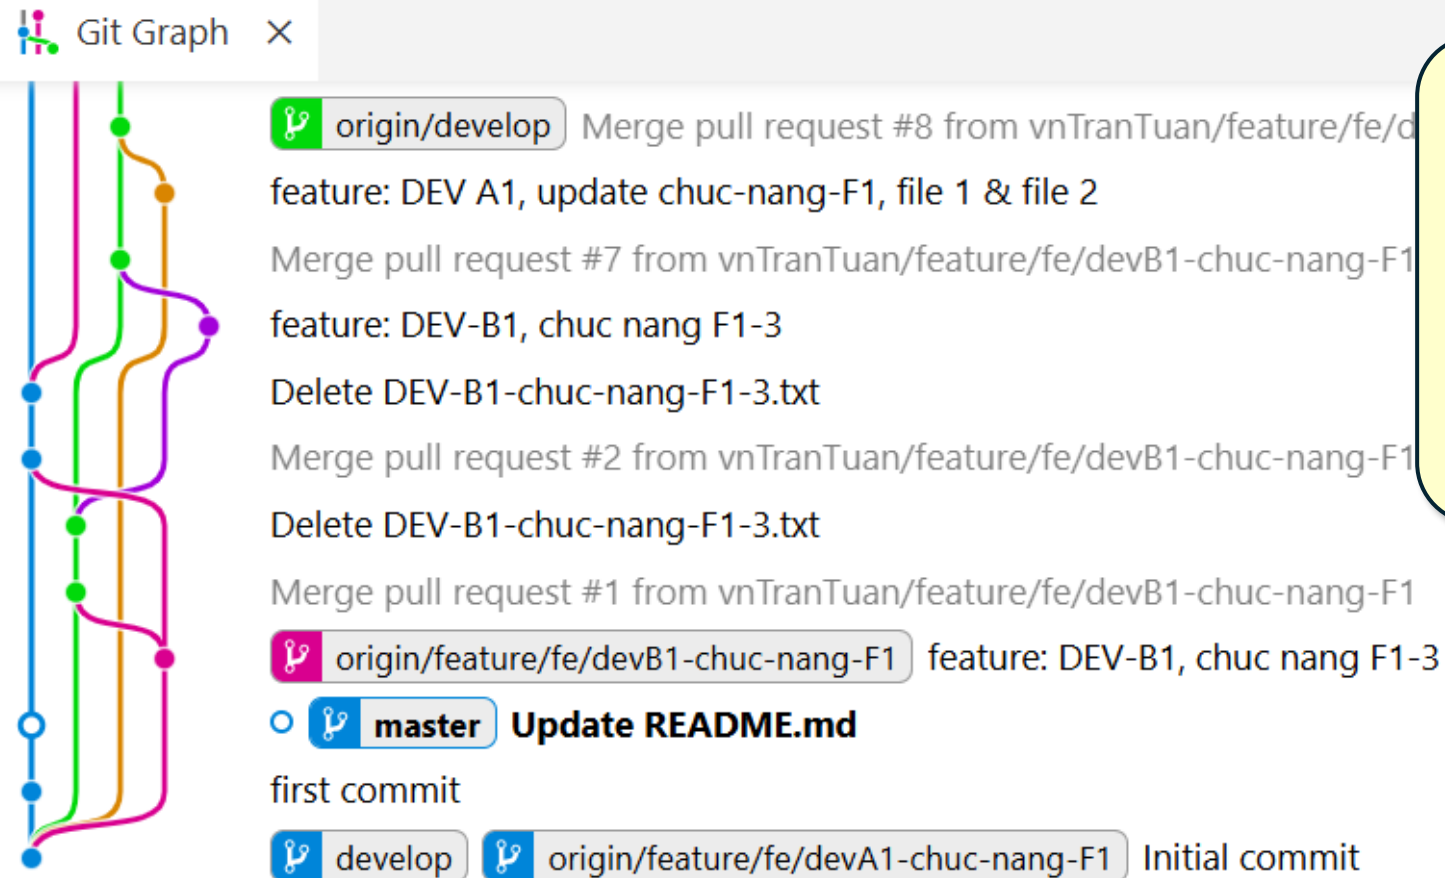 Git Graph
origin/develop Merge pull request #8 from vnTranTuan/feature/fe/d
feature: DEV A1, update chuc-nang-F1, file 1 & file 2
Merge pull request #7 from vnTranTuan/feature/fe/devB1-chuc-nang-F1
feature: DEV-B1, chuc nang F1-3
Delete DEV-B1-chuc-nang-F1-3.txt
Merge pull request #2 from vnTranTuan/feature/fe/devB1-chuc-nang-F1
Delete DEV-B1-chuc-nang-F1-3.txt
Merge pull request #1 from vnTranTuan/feature/fe/devB1-chuc-nang-F1
origin/feature/fe/devB1-chuc-nang-F1 feature: DEV-B1, chuc nang F1-3
master Update README.md
first commit
develop origin/feature/fe/devA1-chuc-nang-F1 Initial commit